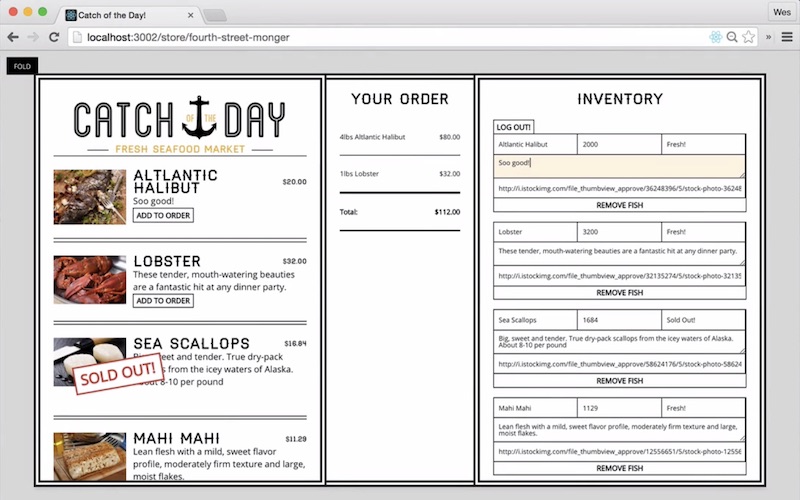 Catch of the Day!
Wes
localhost:3002/store/fourth-street-monger
FOLD
CATCH OF THE DAY
FRESH SEAFOOD MARKET
ALTLANTIC
HALIBUT
$20.00
Soo good!
ADD TO ORDER
LOBSTER
$32.00
These tender, mouth-watering beauties
are a fantastic hit at any dinner party.
ADD TO ORDER
SEA SCALLOPS
$16.84
Big, sweet and tender. True dry-pack
from the icy waters of Alaska.
About 8-10 per pound
SOLD OUT!
MAHI MAHI
$11.29
Lean flesh with a mild, sweet flavor
profile, moderately firm texture and large,
moist flakes.
YOUR ORDER
4lbs Altlantic Halibut $80.00
1lbs Lobster $32.00
Total: $112.00
INVENTORY
LOG OUT!
Altlantic Halibut 2000 Fresh!
Soo good!
http://i.istockimg.com/file_thumbview_approve/36248396/5/stock-photo-36248
REMOVE FISH
Lobster 3200 Fresh!
These tender, mouth-watering beauties are a fantastic hit at any dinner party.
http://i.istockimg.com/file_thumbview_approve/32135274/5/stock-photo-32135
REMOVE FISH
Sea Scallops 1684 Sold Out!
Big, sweet and tender. True dry-pack scallops from the icy waters of Alaska.
About 8-10 per pound
http://i.istockimg.com/file_thumbview_approve/58624176/5/stock-photo-58624
REMOVE FISH
Mahi Mahi 1129 Fresh!
Lean flesh with a mild, sweet flavor profile, moderately firm texture and large,
moist flakes.
http://i.istockimg.com/file_thumbview_approve/12556651/5/stock-photo-12556
REMOVE FISH